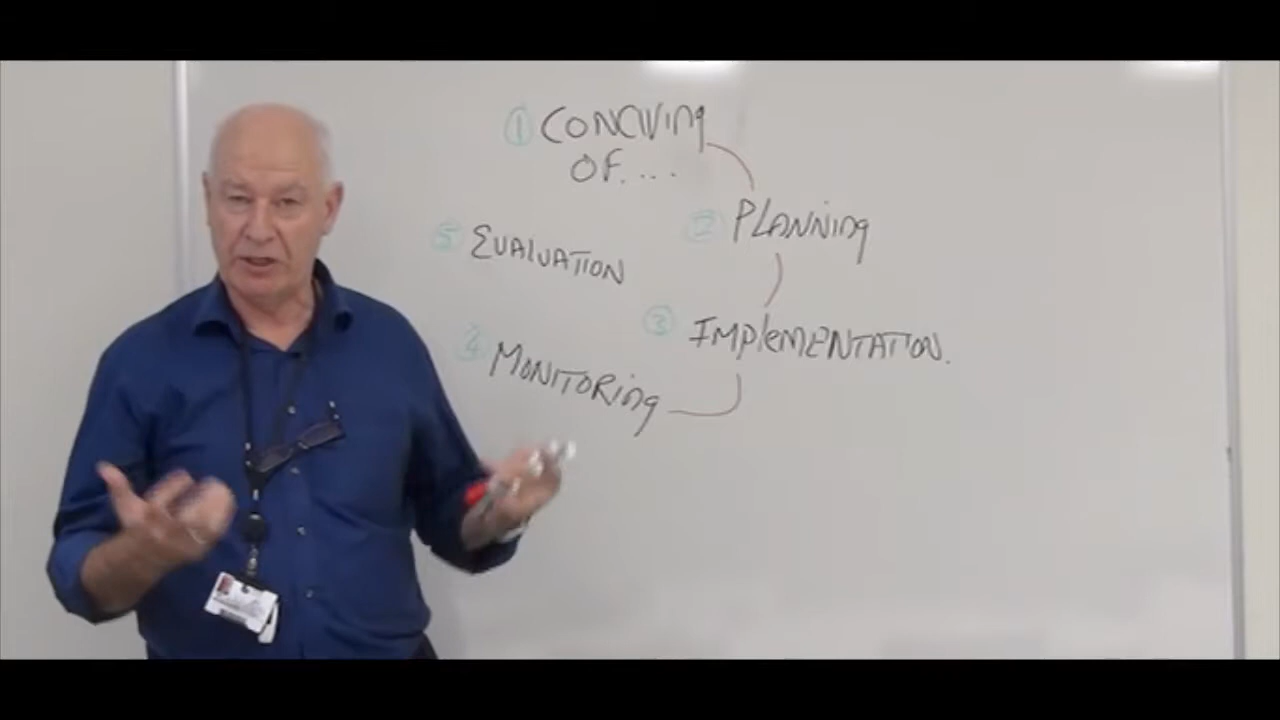 ① CONCIVING
OF....
② PLANNING
③ IMPLEMENTATION.
④ MONITORING
⑤ EVALUATION